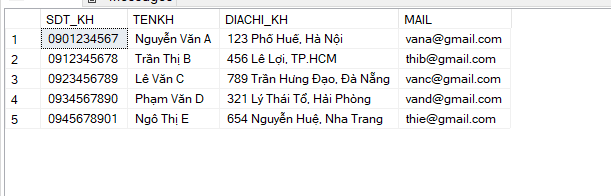 Messages
SDT_KH TENKH DIACHI_KH MAIL
1 0901234567 Nguyễn Văn A 123 Phố Huế, Hà Nội vana@gmail.com
2 0912345678 Trần Thị B 456 Lê Lợi, TP.HCM thib@gmail.com
3 0923456789 Lê Văn C 789 Trần Hưng Đạo, Đà Nẵng vanc@gmail.com
4 0934567890 Phạm Văn D 321 Lý Thái Tổ, Hải Phòng vand@gmail.com
5 0945678901 Ngô Thị E 654 Nguyễn Huệ, Nha Trang thie@gmail.com